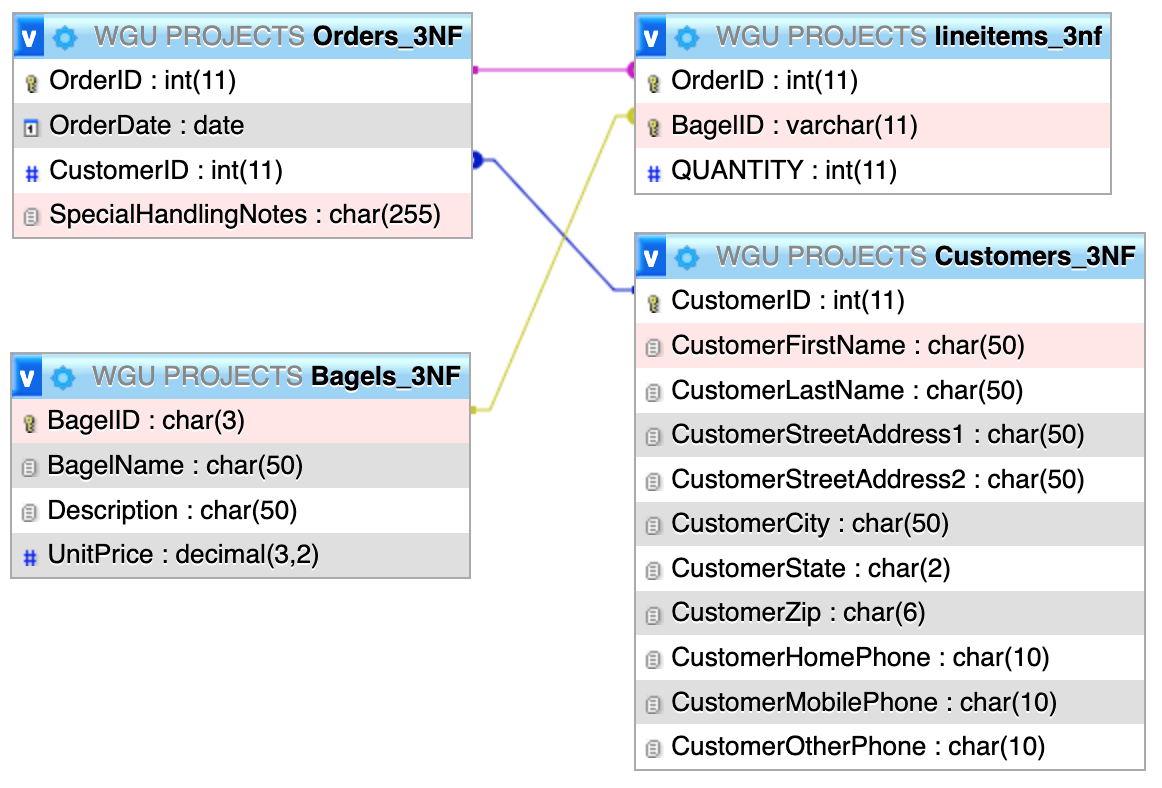 v WGU PROJECTS Orders_3NF
OrderID : int(11)
OrderDate : date
# CustomerID : int(11)
SpecialHandlingNotes : char(255)
v WGU PROJECTS lineitems_3nf
OrderID : int(11)
BagelID : varchar(11)
# QUANTITY : int(11)
v WGU PROJECTS Bagels_3NF
BagelID : char(3)
BagelName : char(50)
Description : char(50)
# UnitPrice : decimal(3,2)
v WGU PROJECTS Customers_3NF
CustomerID : int(11)
CustomerFirstName : char(50)
CustomerLastName : char(50)
CustomerStreetAddress1 : char(50)
CustomerStreetAddress2 : char(50)
CustomerCity : char(50)
CustomerState : char(2)
CustomerZip : char(6)
CustomerHomePhone : char(10)
CustomerMobilePhone : char(10)
CustomerOtherPhone : char(10)